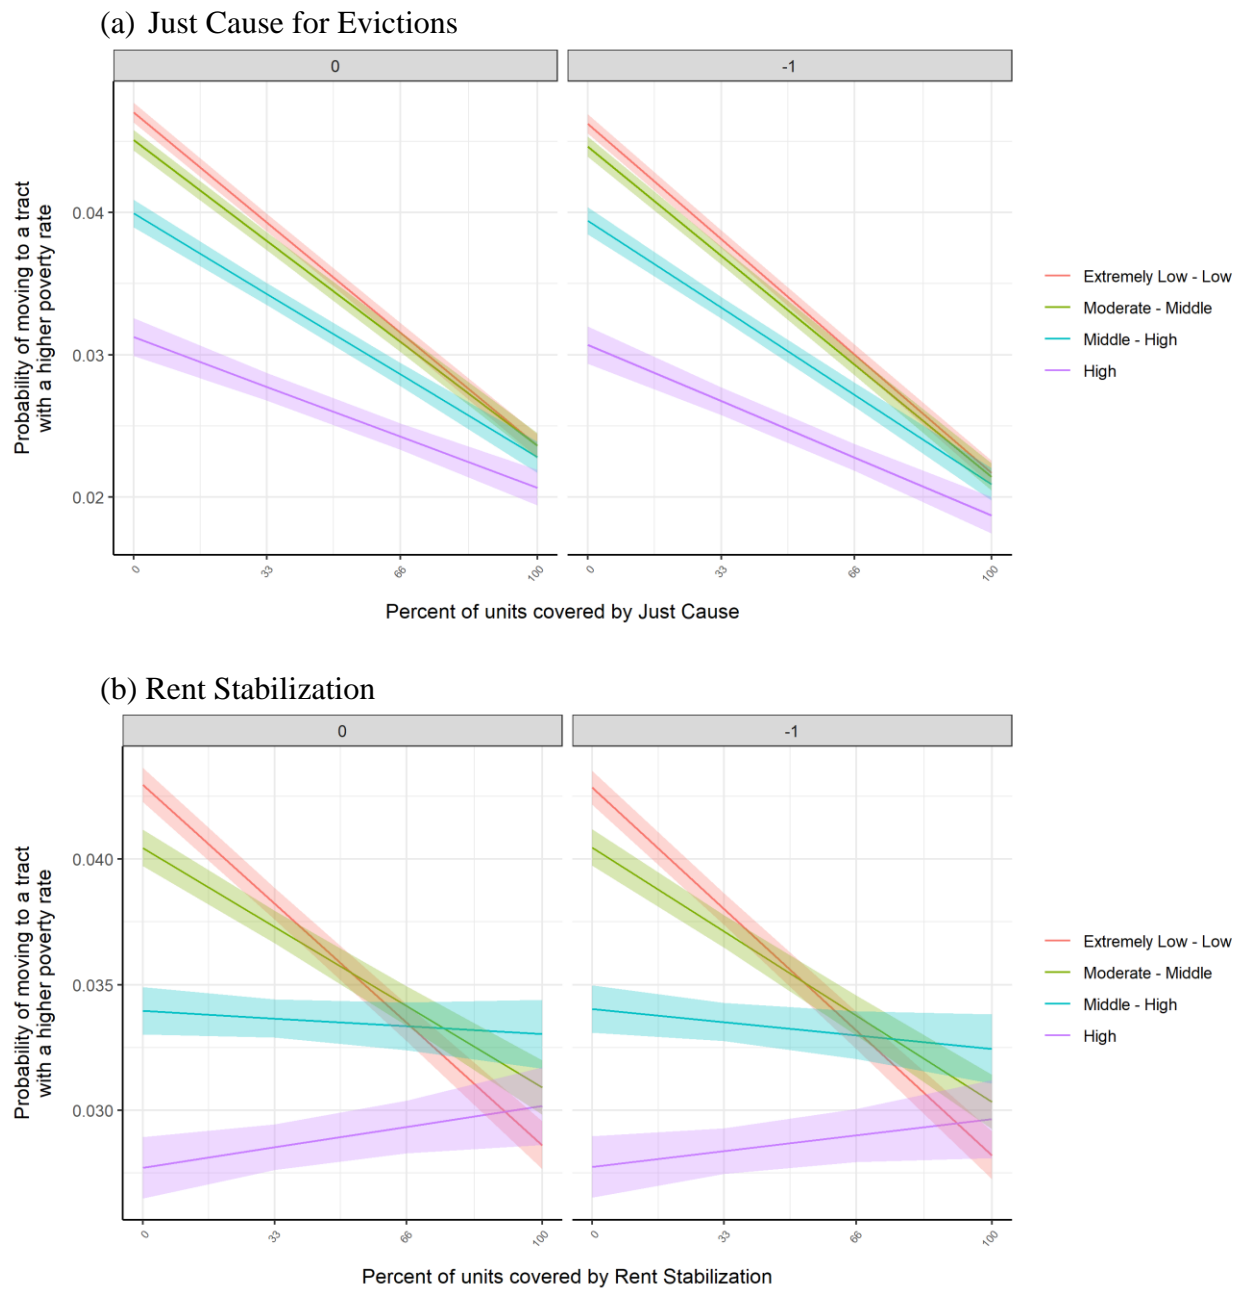 (a) Just Cause for Evictions
0
-1
Probability of moving to a tract
with a higher poverty rate
0.04
0.03
0.02
0
33
66
100
0
33
66
100
Percent of units covered by Just Cause
Extremely Low - Low
Moderate - Middle
Middle - High
High
(b) Rent Stabilization
0
-1
Probability of moving to a tract
with a higher poverty rate
0.040
0.035
0.030
0
33
66
100
0
33
66
100
Percent of units covered by Rent Stabilization
Extremely Low - Low
Moderate - Middle
Middle - High
High